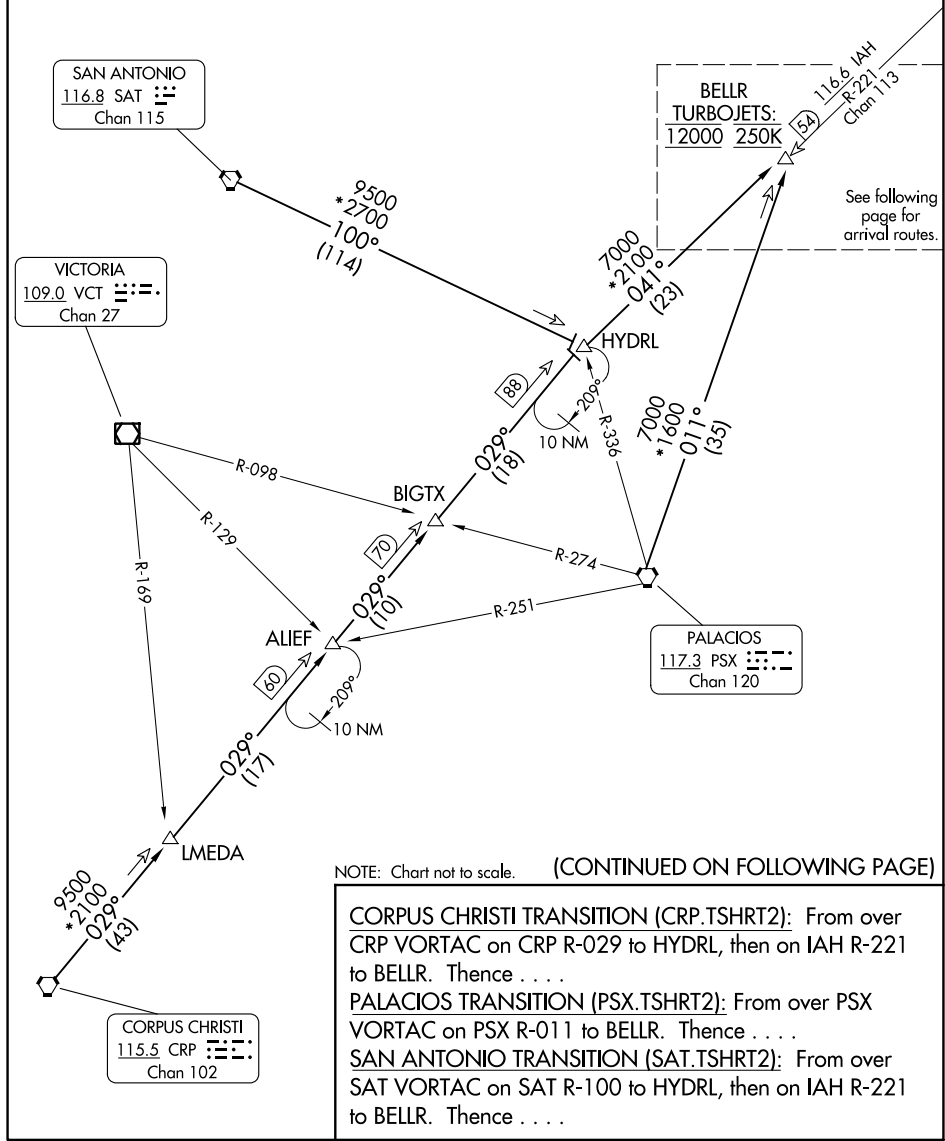 SAN ANTONIO
116.8 SAT
Chan 115
BELLR
TURBOJETS:
12000 250K
54
116.6 IAH
R-221
Chan 113
See following
page for
arrival routes.
9500
*2700
100°
(114)
VICTORIA
109.0 VCT
Chan 27
7000
*2100
041°
(23)
HYDRL
88
209°
10 NM
R-336
7000
*1600
011°
(35)
029°
(18)
R-098
BIGTX
R-129
70
R-274
R-169
029°
(10)
R-251
ALIEF
60
209°
10 NM
PALACIOS
117.3 PSX
Chan 120
029°
(17)
LMEDA
9500
*2100
029°
(43)
CORPUS CHRISTI
115.5 CRP
Chan 102
NOTE: Chart not to scale.
(CONTINUED ON FOLLOWING PAGE)
CORPUS CHRISTI TRANSITION (CRP.TSHRT2): From over
CRP VORTAC on CRP R-029 to HYDRL, then on IAH R-221
to BELLR. Thence . . . .
PALACIOS TRANSITION (PSX.TSHRT2): From over PSX
VORTAC on PSX R-011 to BELLR. Thence . . . .
SAN ANTONIO TRANSITION (SAT.TSHRT2): From over
SAT VORTAC on SAT R-100 to HYDRL, then on IAH R-221
to BELLR. Thence . . . .